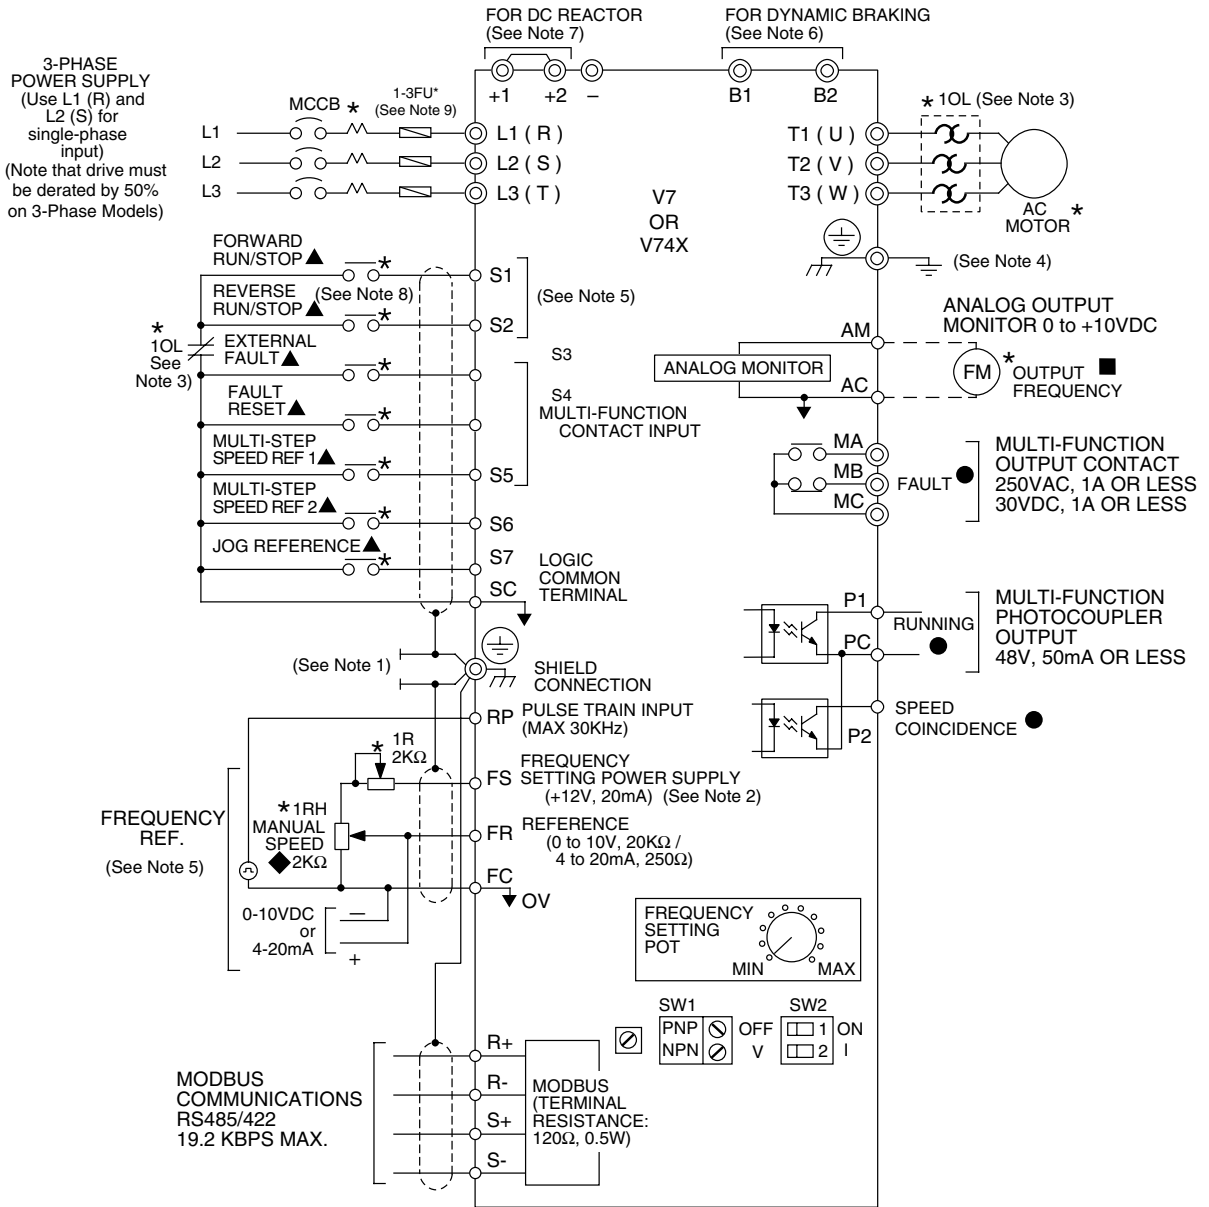 FOR DC REACTOR
(See Note 7)
FOR DYNAMIC BRAKING
(See Note 6)
3-PHASE
POWER SUPPLY
(Use L1 (R) and
L2 (S) for
single-phase
input)
(Note that drive must
be derated by 50%
on 3-Phase Models)
MCCB *
1-3FU*
(See Note 9)
+1
+2
–
B1
B2
L1
L2
L3
L1 ( R )
L2 ( S )
L3 ( T )
V7
OR
V74X
T1 ( U )
T2 ( V )
T3 ( W )
* 1OL (See Note 3)
AC
MOTOR *
(See Note 4)
FORWARD
RUN/STOP▲
*
(See Note 8)
REVERSE
RUN/STOP▲
*
*
1OL
See
Note 3)
EXTERNAL
FAULT▲
*
FAULT
RESET▲
MULTI-STEP
SPEED REF 1▲
*
MULTI-STEP
SPEED REF 2▲
*
JOG REFERENCE▲
*
S1
S2
(See Note 5)
S3
S4
MULTI-FUNCTION
CONTACT INPUT
S5
S6
S7
SC
LOGIC
COMMON
TERMINAL
AM
ANALOG MONITOR
AC
ANALOG OUTPUT
MONITOR 0 to +10VDC
FM
*
OUTPUT ■
FREQUENCY
MA
MB
MC
FAULT ●
MULTI-FUNCTION
OUTPUT CONTACT
250VAC, 1A OR LESS
30VDC, 1A OR LESS
P1
RUNNING
●
PC
MULTI-FUNCTION
PHOTOCOUPLER
OUTPUT
48V, 50mA OR LESS
P2
SPEED
COINCIDENCE ●
(See Note 1)
SHIELD
CONNECTION
RP
PULSE TRAIN INPUT
(MAX 30KHz)
* 1R
2KΩ
FS
FREQUENCY
SETTING POWER SUPPLY
(+12V, 20mA) (See Note 2)
FREQUENCY
REF.
(See Note 5)
* 1RH
MANUAL
SPEED
◆2KΩ
FR
REFERENCE
(0 to 10V, 20KΩ /
4 to 20mA, 250Ω)
FC
OV
0-10VDC
or
4-20mA
—
+
FREQUENCY
SETTING
POT
MIN
MAX
SW1
PNP
NPN
OFF
V
SW2
1
2
ON
I
MODBUS
COMMUNICATIONS
RS485/422
19.2 KBPS MAX.
R+
R-
S+
S-
MODBUS
(TERMINAL
RESISTANCE:
120Ω, 0.5W)